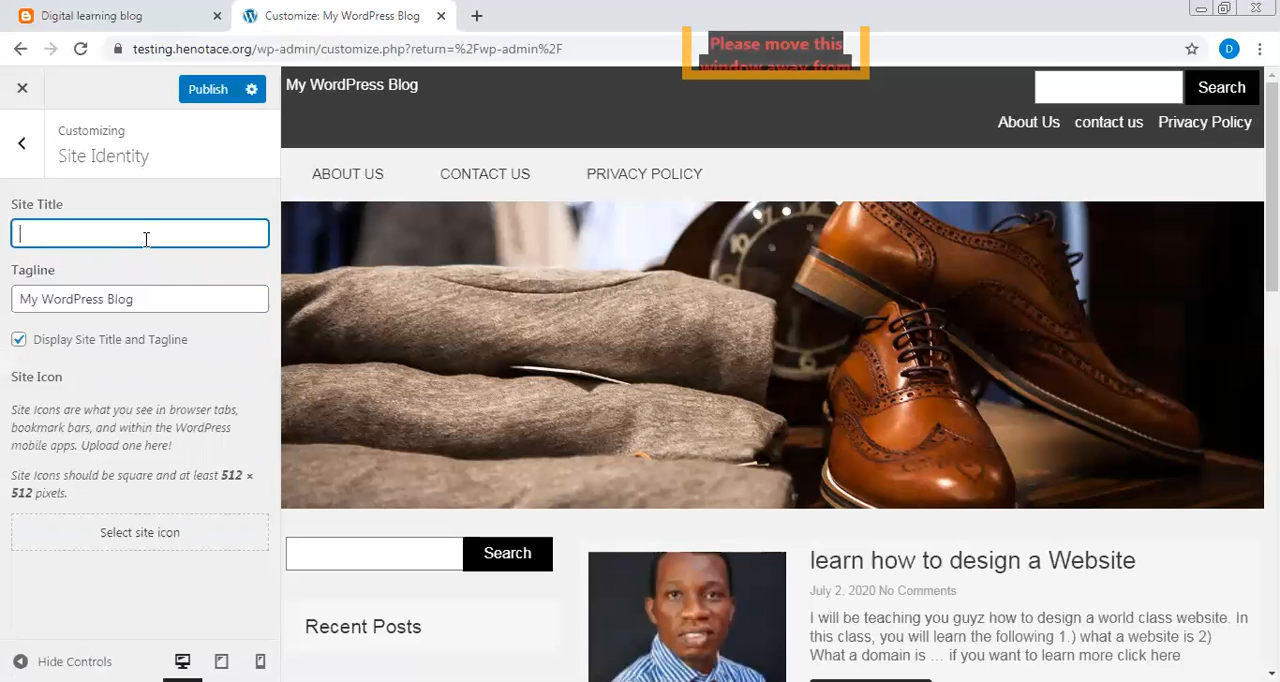 Digital learning blog
Customize: My WordPress Blog
testing.henotace.org/wp-admin/customize.php?return=%2Fwp-admin%2F
Please move this
window away from
D
Publish
Customizing
Site Identity
Site Title
Tagline
My WordPress Blog
Display Site Title and Tagline
Site Icon
Site Icons are what you see in browser tabs,
bookmark bars, and within the WordPress
mobile apps. Upload one here!
Site Icons should be square and at least 512 ×
512 pixels.
Select site icon
Hide Controls
My WordPress Blog
Search
About Us contact us Privacy Policy
ABOUT US CONTACT US PRIVACY POLICY
Search
Recent Posts
learn how to design a Website
July 2, 2020 No Comments
I will be teaching you guyz how to design a world class website. In
this class, you will learn the following 1.) what a website is 2)
What a domain is … if you want to learn more click here